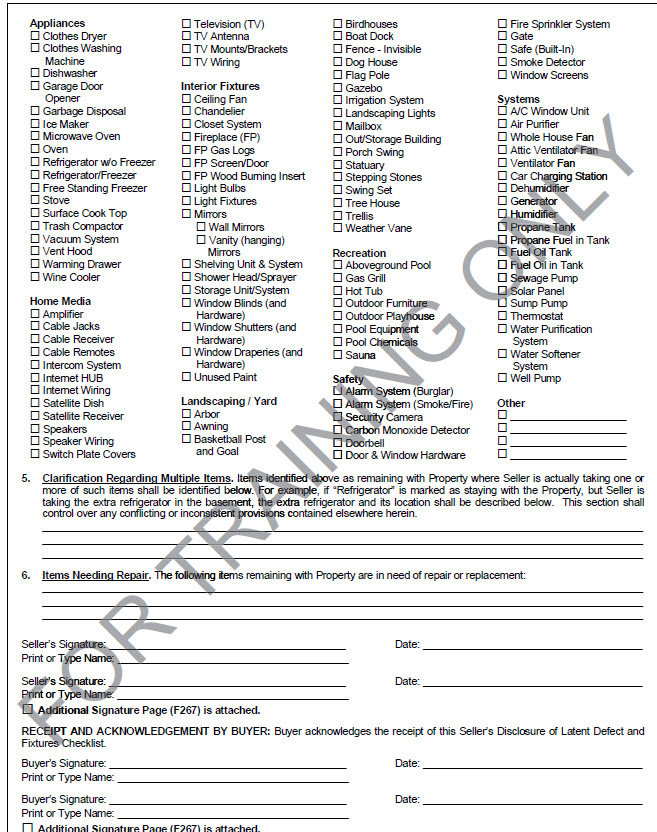 Appliances
☐ Clothes Dryer
☐ Clothes Washing
Machine
☐ Dishwasher
☐ Garage Door
Opener
☐ Garbage Disposal
☐ Ice Maker
☐ Microwave Oven
☐ Oven
☐ Refrigerator w/o Freezer
☐ Refrigerator/Freezer
☐ Free Standing Freezer
☐ Stove
☐ Surface Cook Top
☐ Trash Compactor
☐ Vacuum System
☐ Vent Hood
☐ Warming Drawer
☐ Wine Cooler
Home Media
☐ Amplifier
☐ Cable Jacks
☐ Cable Receiver
☐ Cable Remotes
☐ Intercom System
☐ Internet HUB
☐ Internet Wiring
☐ Satellite Dish
☐ Satellite Receiver
☐ Speakers
☐ Speaker Wiring
☐ Switch Plate Covers
☐ Television (TV)
☐ TV Antenna
☐ TV Mounts/Brackets
☐ TV Wiring
Interior Fixtures
☐ Ceiling Fan
☐ Chandelier
☐ Closet System
☐ Fireplace (FP)
☐ FP Gas Logs
☐ FP Screen/Door
☐ FP Wood Burning Insert
☐ Light Bulbs
☐ Light Fixtures
☐ Mirrors
☐ Wall Mirrors
☐ Vanity (hanging)
Mirrors
☐ Shelving Unit & System
☐ Shower Head/Sprayer
☐ Storage Unit/System
☐ Window Blinds (and
Hardware)
☐ Window Shutters (and
Hardware)
☐ Window Draperies (and
Hardware)
☐ Unused Paint
Landscaping / Yard
☐ Arbor
☐ Awning
☐ Basketball Post
and Goal
☐ Birdhouses
☐ Boat Dock
☐ Fence - Invisible
☐ Dog House
☐ Flag Pole
☐ Gazebo
☐ Irrigation System
☐ Landscaping Lights
☐ Mailbox
☐ Out/Storage Building
☐ Porch Swing
☐ Statuary
☐ Stepping Stones
☐ Swing Set
☐ Tree House
☐ Trellis
☐ Weather Vane
Recreation
☐ Aboveground Pool
☐ Gas Grill
☐ Hot Tub
☐ Outdoor Furniture
☐ Outdoor Playhouse
☐ Pool Equipment
☐ Pool Chemicals
☐ Sauna
Safety
☐ Alarm System (Burglar)
☐ Alarm System (Smoke/Fire)
☐ Security Camera
☐ Carbon Monoxide Detector
☐ Doorbell
☐ Door & Window Hardware
☐ Fire Sprinkler System
☐ Gate
☐ Safe (Built-In)
☐ Smoke Detector
☐ Window Screens
Systems
☐ A/C Window Unit
☐ Air Purifier
☐ Whole House Fan
☐ Attic Ventilator Fan
☐ Ventilator Fan
☐ Car Charging Station
☐ Dehumidifier
☐ Generator
☐ Humidifier
☐ Propane Tank
☐ Propane Fuel in Tank
☐ Fuel Oil Tank
☐ Fuel Oil in Tank
☐ Sewage Pump
☐ Solar Panel
☐ Sump Pump
☐ Thermostat
☐ Water Purification
System
☐ Water Softener
System
☐ Well Pump
Other
☐ ____________________
☐ ____________________
☐ ____________________
☐ ____________________
5. Clarification Regarding Multiple Items. Items identified above as remaining with Property where Seller is actually taking one or
more of such items shall be identified below. For example, if "Refrigerator" is marked as staying with the Property, but Seller is
taking the extra refrigerator in the basement, the extra refrigerator and its location shall be described below. This section shall
control over any conflicting or inconsistent provisions contained elsewhere herein.
6. Items Needing Repair. The following items remaining with Property are in need of repair or replacement:
Seller's Signature: ____________________ Date: ____________________
Print or Type Name: ____________________
Seller's Signature: ____________________ Date: ____________________
Print or Type Name: ____________________
☐ Additional Signature Page (F267) is attached.
RECEIPT AND ACKNOWLEDGEMENT BY BUYER: Buyer acknowledges the receipt of this Seller's Disclosure of Latent Defect and
Fixtures Checklist.
Buyer's Signature: ____________________ Date: ____________________
Print or Type Name: ____________________
Buyer's Signature: ____________________ Date: ____________________
Print or Type Name: ____________________
☐ Additional Signature Page (F267) is attached.
FOR TRAINING ONLY